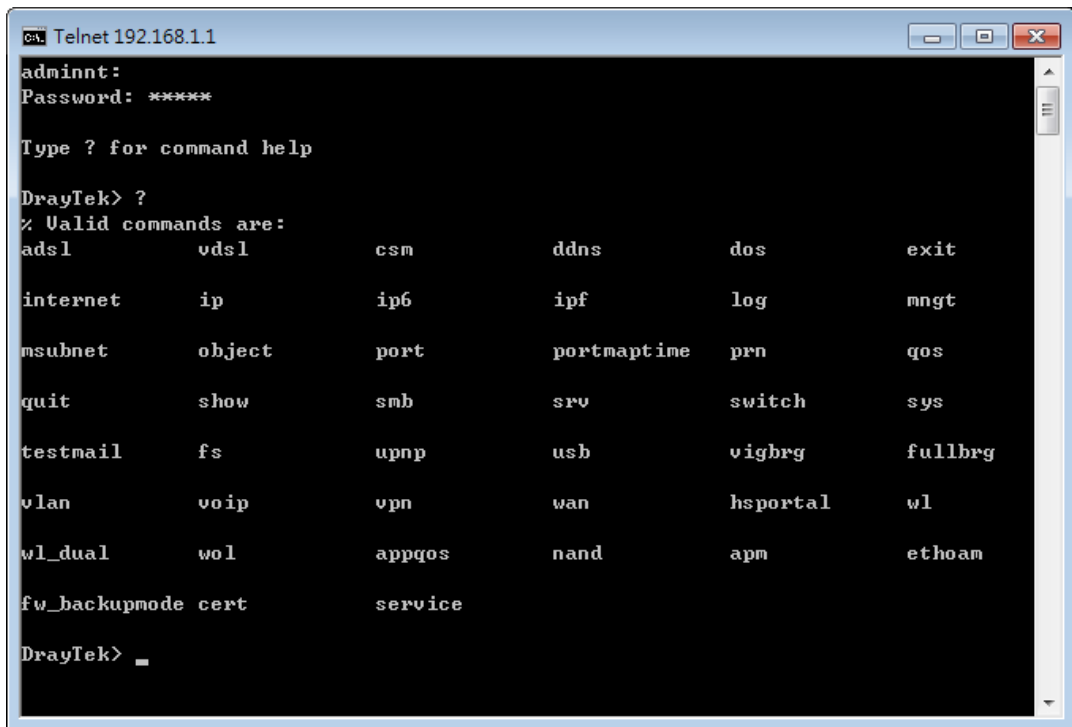 Telnet 192.168.1.1
adminnt:
Password: *****
Type ? for command help
DrayTek> ?
% Valid commands are:
adsl vdsl csm ddns dos exit
internet ip ip6 ipf log mngt
msubnet object port portmaptime prn qos
quit show smb srv switch sys
testmail fs upnp usb vigbrg fullbrg
vlan voip vpn wan hsportal wl
wl_dual wol appqos nand apm ethoam
fw_backupmode cert service
DrayTek> _